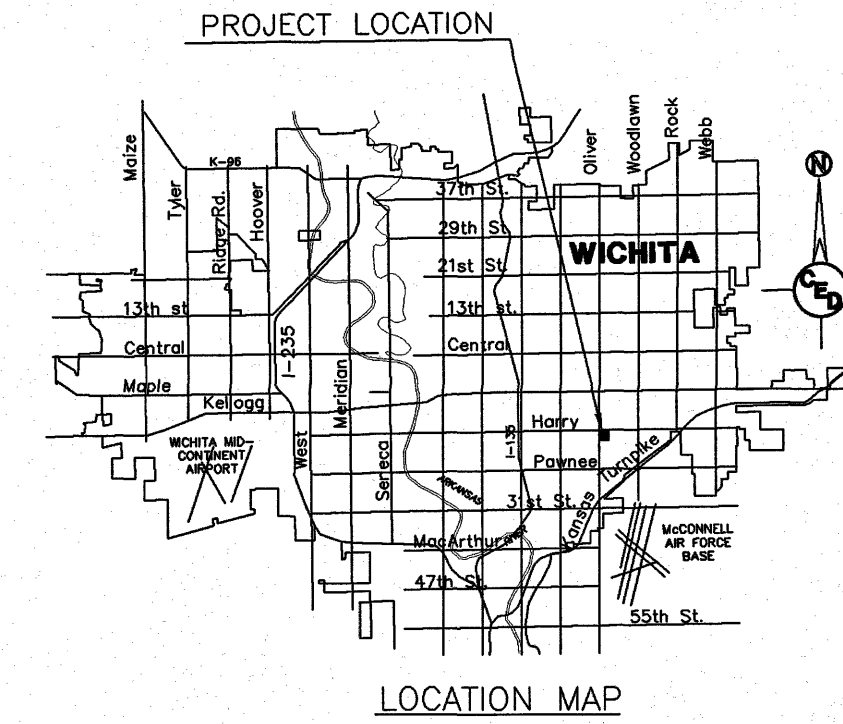 PROJECT LOCATION
Maize
Tyler
Ridge Rd.
Hoover
K-96
Oliver
Woodlawn
Rock
Webb
N
37th St.
29th St.
WICHITA
21st St.
CED
13th st
13th st.
Central
Central
I-235
Meridian
Maple
Kellogg
Harry
I-135
WICHITA MID-
CONTINENT
AIRPORT
West
Seneca
Pawnee
Kansas Turnpike
ARKANSAS
RIVER
31st St.
MacArthur
McCONNELL
AIR FORCE
BASE
47th St.
55th St.
LOCATION MAP